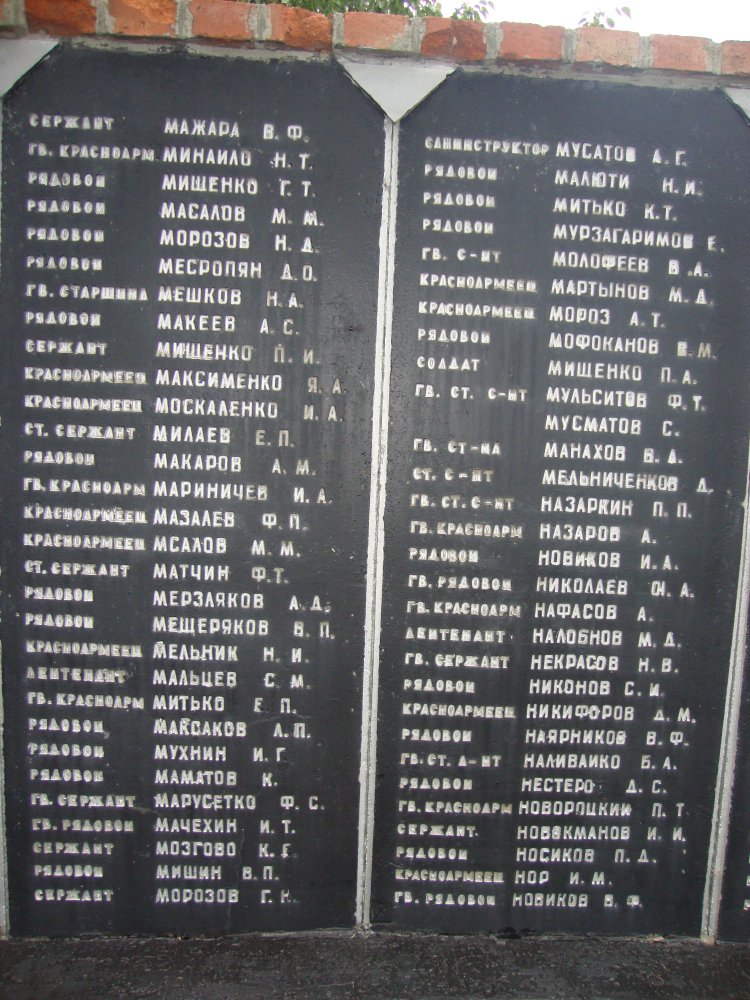 СЕРЖАНТ МАЖАРА В. Ф.
ГВ. КРАСНОАРМ МИНАИЛО Н. Т.
РЯДОВОЙ МИЩЕНКО Г. Т.
РЯДОВОЙ МАСАЛОВ М. М.
РЯДОВОЙ МОРОЗОВ Н. Д.
РЯДОВОЙ МЕСРОПЯН Д. О.
ГВ. СТАРШИНА МЕШКОВ Н. А.
РЯДОВОЙ МАКЕЕВ А. С.
СЕРЖАНТ МИЩЕНКО П. И.
КРАСНОАРМЕЕЦ МАКСИМЕНКО Я. А.
КРАСНОАРМЕЕЦ МОСКАЛЕНКО И. А.
СТ. СЕРЖАНТ МИЛАЕВ Е. П.
РЯДОВОЙ МАКАРОВ А. М.
ГВ. КРАСНОАРМ МАРИНИЧЕВ И. А.
КРАСНОАРМЕЕЦ МАЗАЛЕВ Ф. П.
КРАСНОАРМЕЕЦ МСАЛОВ М. М.
СТ. СЕРЖАНТ МАТЧИН Ф. Т.
РЯДОВОЙ МЕРЗЛЯКОВ А. Д.
РЯДОВОЙ МЕЩЕРЯКОВ В. П.
КРАСНОАРМЕЕЦ МЕЛЬНИК Н. И.
ЛЕИТЕНАНТ МАЛЬЦЕВ С. М.
ГВ. КРАСНОАРМ МИТЬКО Е. П.
РЯДОВОЙ МАКСАКОВ Л. П.
РЯДОВОЙ МУХНИН И. Г.
РЯДОВОЙ МАМАТОВ К.
ГВ. СЕРЖАНТ МАРУСЕТКО Ф. С.
ГВ. РЯДОВОЙ МАЧЕХИН И. Т.
СЕРЖАНТ МОЗГОВО К. Е.
РЯДОВОЙ МИШИН В. П.
СЕРЖАНТ МОРОЗОВ Г. Н.
САНИНСТРУКТОР МУСАТОВ А. Г.
РЯДОВОЙ МАЛЮТИ Н. И.
РЯДОВОЙ МИТЬКО К. Т.
РЯДОВОЙ МУРЗАГАРИМОВ Е.
ГВ. С-НТ МОЛОФЕЕВ В. А.
КРАСНОАРМЕЕЦ МАРТЫНОВ М. Д.
КРАСНОАРМЕЕЦ МОРОЗ А. Т.
РЯДОВОЙ МОФОКАНОВ В. М.
СОЛДАТ МИЩЕНКО П. А.
ГВ. СТ. С-НТ МУЛЬСИТОВ Ф. Т.
МУСМАТОВ С.
ГВ. СТ-НА МАНАХОВ В. А.
СТ. С-НТ МЕЛЬНИЧЕНКОВ Д.
ГВ. СТ. С-НТ НАЗАРКИН П. П.
ГВ. КРАСНОАРМ НАЗАРОВ А.
РЯДОВОЙ НОВИКОВ И. А.
ГВ. РЯДОВОЙ НИКОЛАЕВ И. А.
ГВ. КРАСНОАРМ НАФАСОВ А.
ЛЕИТЕНАНТ НАЛОБНОВ М. Д.
ГВ. СЕРЖАНТ НЕКРАСОВ Н. В.
РЯДОВОЙ НИКОНОВ С. И.
КРАСНОАРМЕЕЦ НИКИФОРОВ Д. М.
РЯДОВОЙ НАЯРНИКОВ В. Ф.
ГВ. СТ. Л-НТ НАЛИВАИКО Б. А.
РЯДОВОЙ НЕСТЕРО Д. С.
ГВ. КРАСНОАРМ НОВОРОЦКИЙ П. Т.
СЕРЖАНТ. НОВАКМАНОВ И. И.
РЯДОВОЙ НОСИКОВ П. Д.
КРАСНОАРМЕЕЦ НОР И. М.
ГВ. РЯДОВОЙ НОВИКОВ В. Ф.